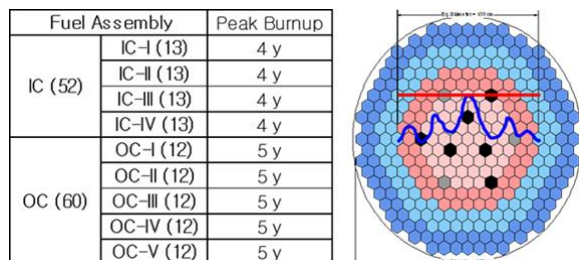 Fuel Assembly Peak Burnup
IC (52)
IC-I (13) 4 y
IC-II (13) 4 y
IC-III (13) 4 y
IC-IV (13) 4 y
OC (60)
OC-I (12) 5 y
OC-II (12) 5 y
OC-III (12) 5 y
OC-IV (12) 5 y
OC-V (12) 5 y